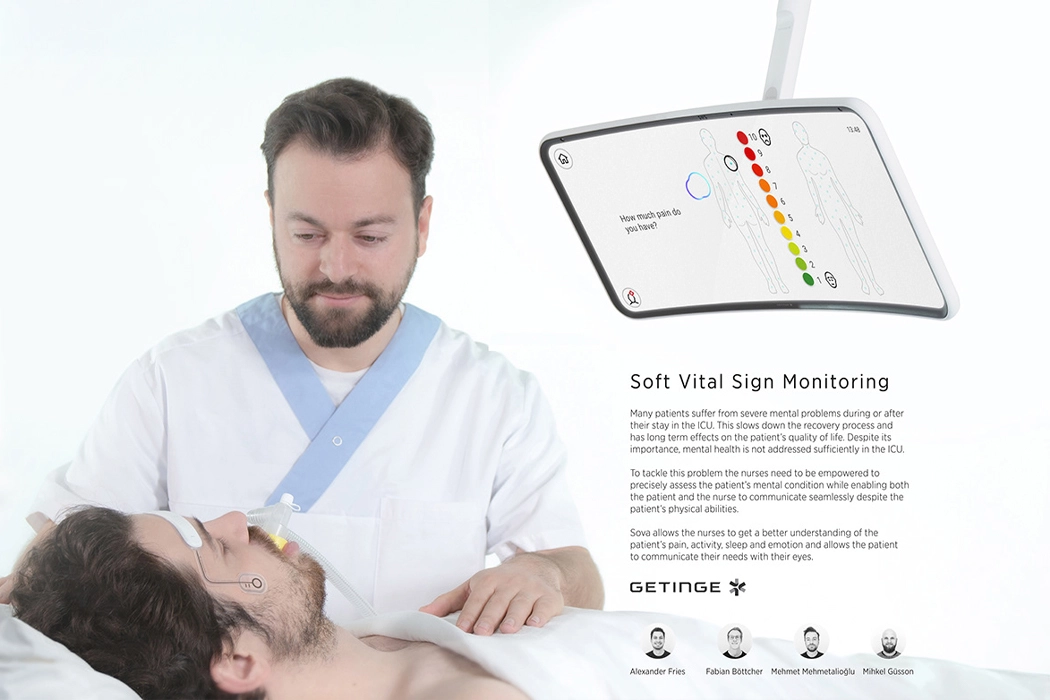 13:48
How much pain do
you have?
10
9
8
7
6
5
4
3
2
1
Soft Vital Sign Monitoring
Many patients suffer from severe mental problems during or after
their stay in the ICU. This slows down the recovery process and
has long term effects on the patient's quality of life. Despite its
importance, mental health is not addressed sufficiently in the ICU.
To tackle this problem the nurses need to be empowered to
precisely assess the patient's mental condition while enabling both
the patient and the nurse to communicate seamlessly despite the
patient's physical abilities.
Sova allows the nurses to get a better understanding of the
patient's pain, activity, sleep and emotion and allows the patient
to communicate their needs with their eyes.
GETINGE
Alexander Fries Fabian Böttcher Mehmet Mehmetalioğlu Mihkel Güsson